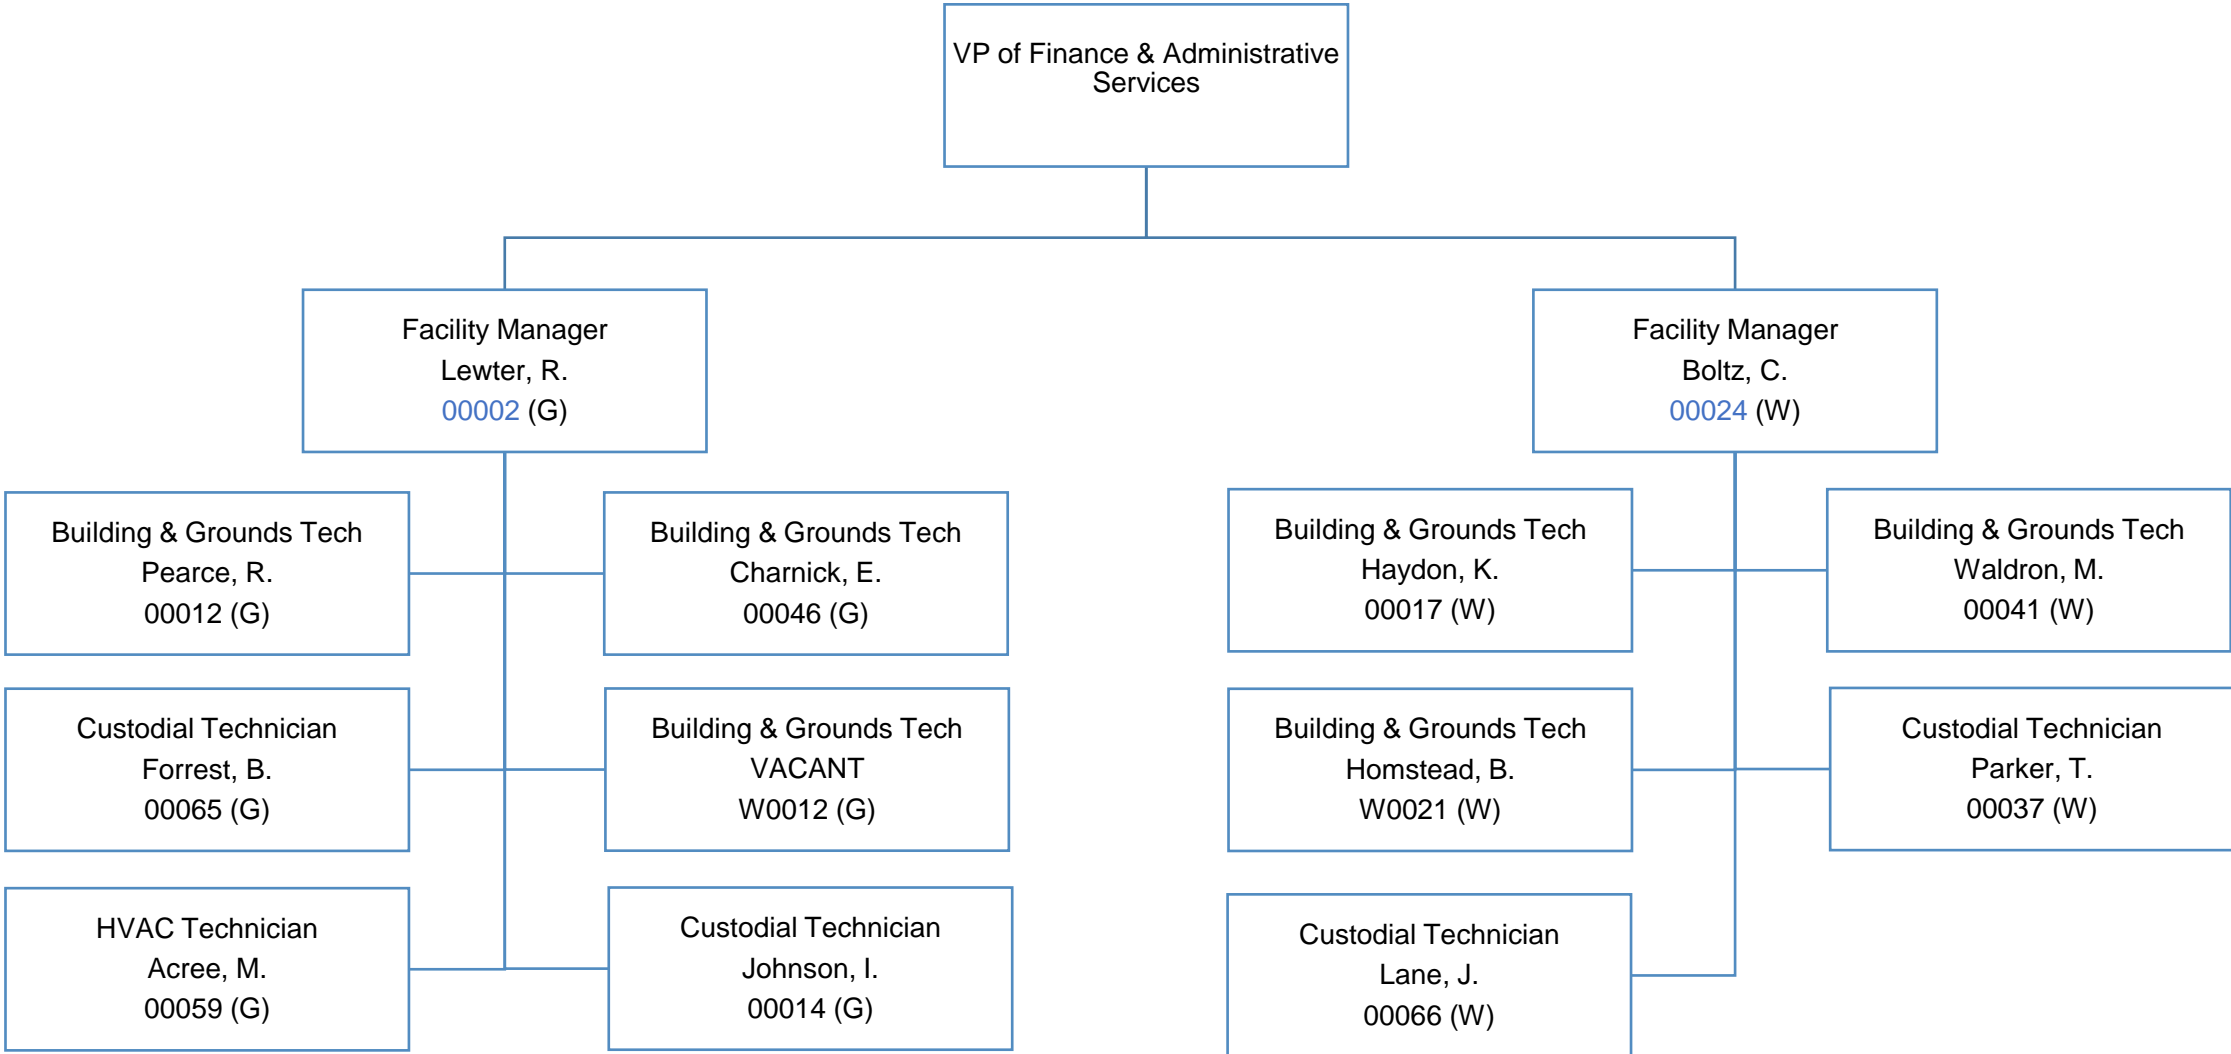 VP of Finance & Administrative
Services
Facility Manager
Lewter, R.
00002 (G)
Facility Manager
Boltz, C.
00024 (W)
Building & Grounds Tech
Pearce, R.
00012 (G)
Building & Grounds Tech
Charnick, E.
00046 (G)
Building & Grounds Tech
Haydon, K.
00017 (W)
Building & Grounds Tech
Waldron, M.
00041 (W)
Custodial Technician
Forrest, B.
00065 (G)
Building & Grounds Tech
VACANT
W0012 (G)
Building & Grounds Tech
Homstead, B.
W0021 (W)
Custodial Technician
Parker, T.
00037 (W)
HVAC Technician
Acree, M.
00059 (G)
Custodial Technician
Johnson, I.
00014 (G)
Custodial Technician
Lane, J.
00066 (W)